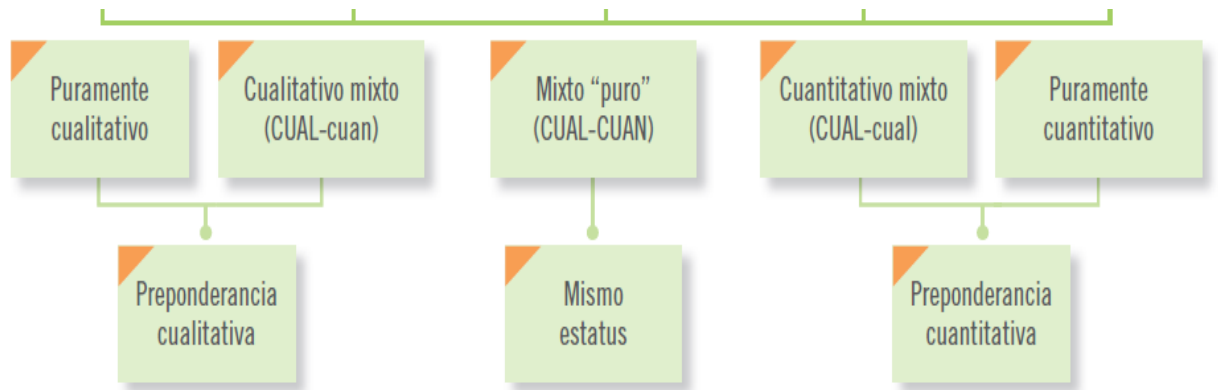 Puramente
cualitativo
Cualitativo mixto
(CUAL-cuan)
Mixto “puro”
(CUAL-CUAN)
Cuantitativo mixto
(CUAL-cual)
Puramente
cuantitativo
Preponderancia
cualitativa
Mismo
estatus
Preponderancia
cuantitativa